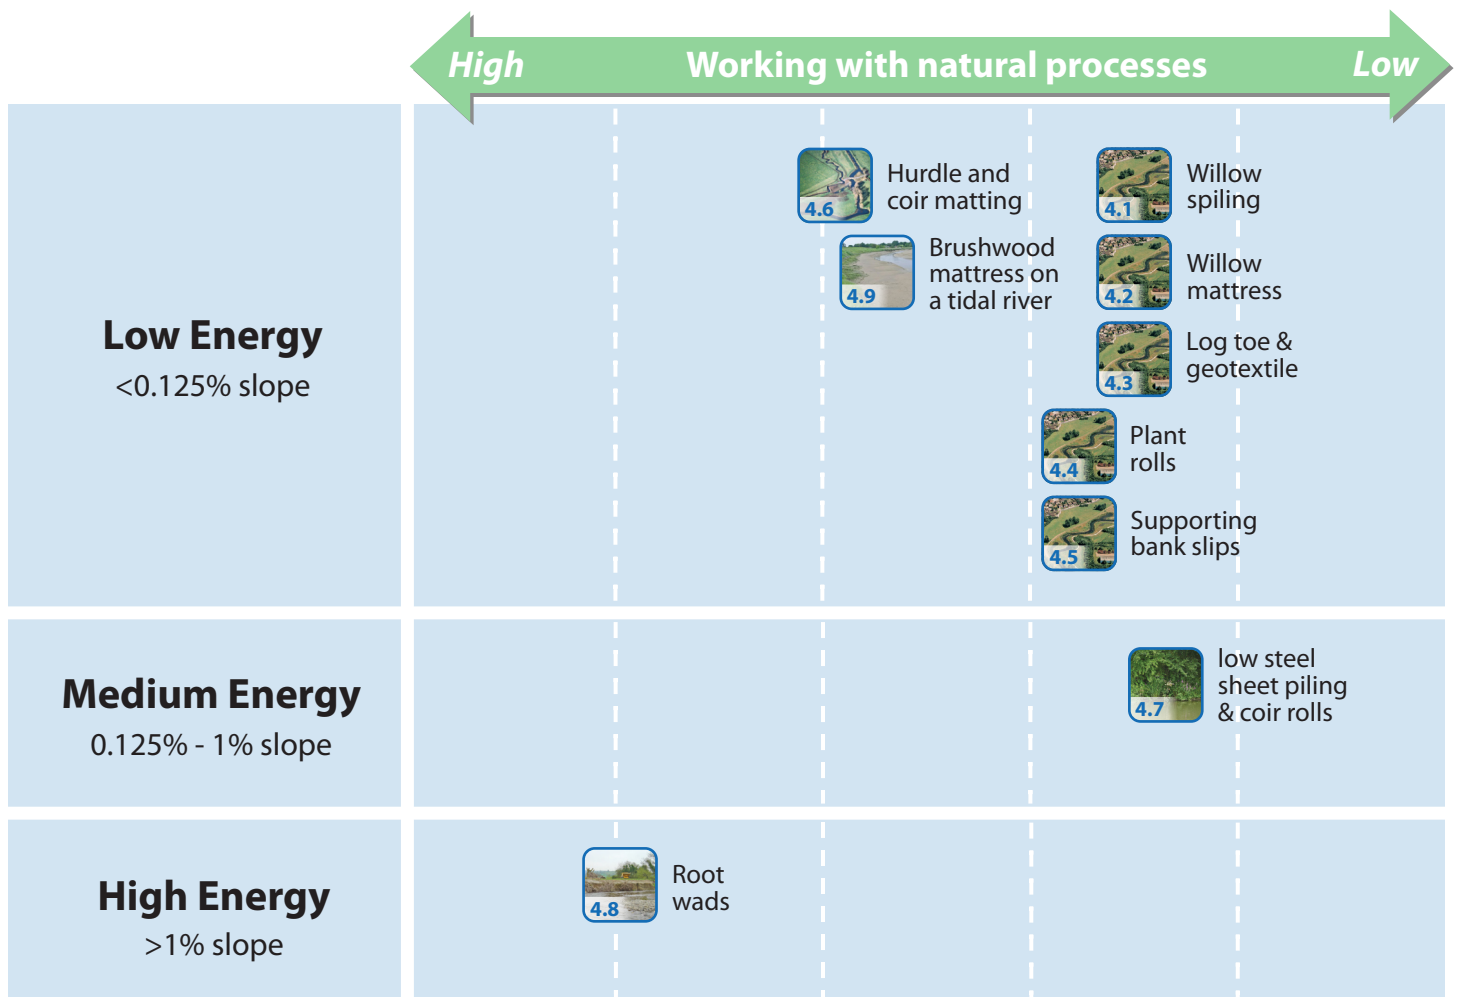 High Working with natural processes Low
Low Energy
<0.125% slope
4.6
Hurdle and
coir matting
4.1
Willow
spiling
4.9
Brushwood
mattress on
a tidal river
4.2
Willow
mattress
4.3
Log toe &
geotextile
4.4
Plant
rolls
4.5
Supporting
bank slips
Medium Energy
0.125% - 1% slope
4.7
low steel
sheet piling
& coir rolls
High Energy
>1% slope
4.8
Root
wads